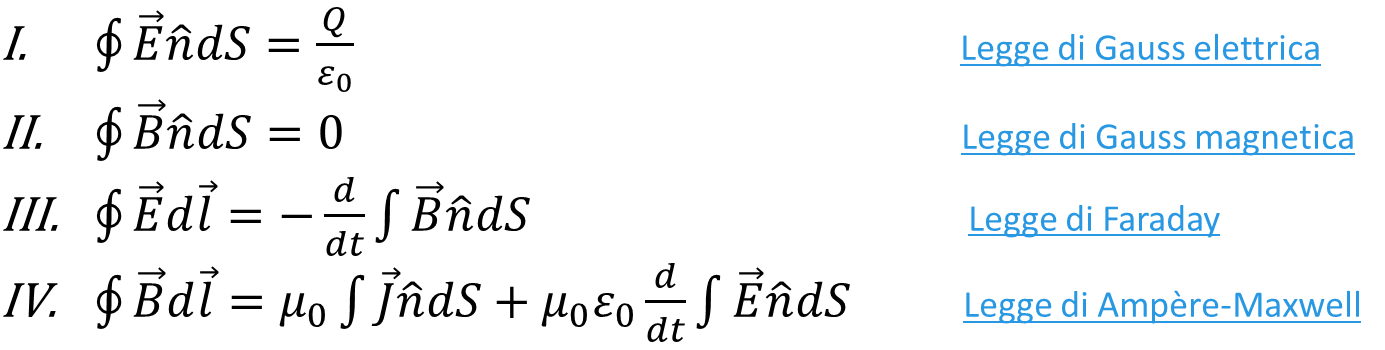 I. ∮ E⃗ n̂ dS = Q/ε₀ Legge di Gauss elettrica
II. ∮ B⃗ n̂ dS = 0 Legge di Gauss magnetica
III. ∮ E⃗ dl⃗ = − d/dt ∫ B⃗ n̂ dS Legge di Faraday
IV. ∮ B⃗ dl⃗ = μ₀ ∫ J⃗ n̂ dS + μ₀ε₀ d/dt ∫ E⃗ n̂ dS Legge di Ampère-Maxwell